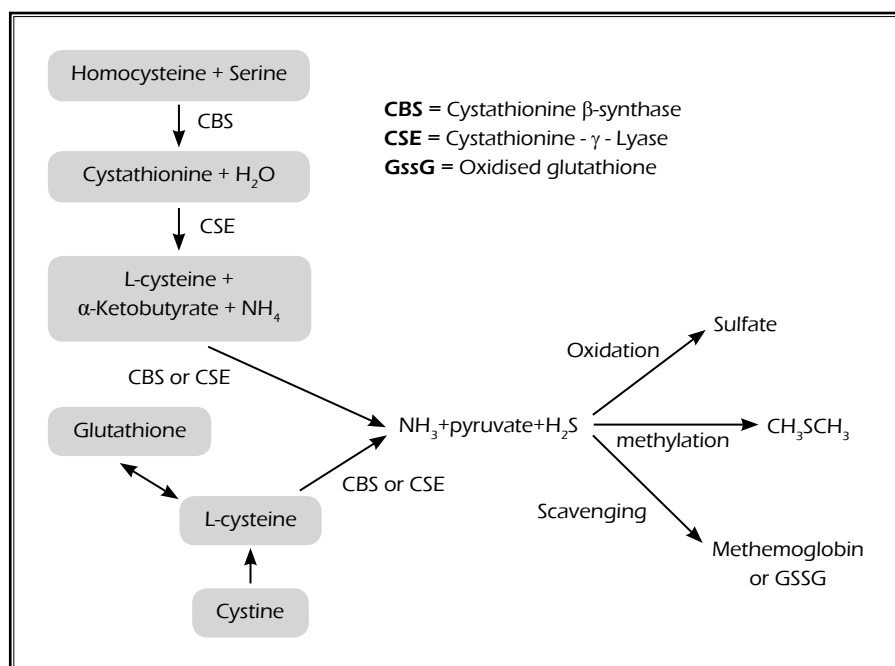 Homocysteine + Serine
CBS
CBS = Cystathionine β-synthase
CSE = Cystathionine - γ - Lyase
GssG = Oxidised glutathione
Cystathionine + H₂O
CSE
L-cysteine +
α-Ketobutyrate + NH₄
CBS or CSE
Glutathione
L-cysteine
Cystine
CBS or CSE
NH₃+pyruvate+H₂S
Oxidation
Sulfate
methylation
CH₃SCH₃
Scavenging
Methemoglobin
or GSSG